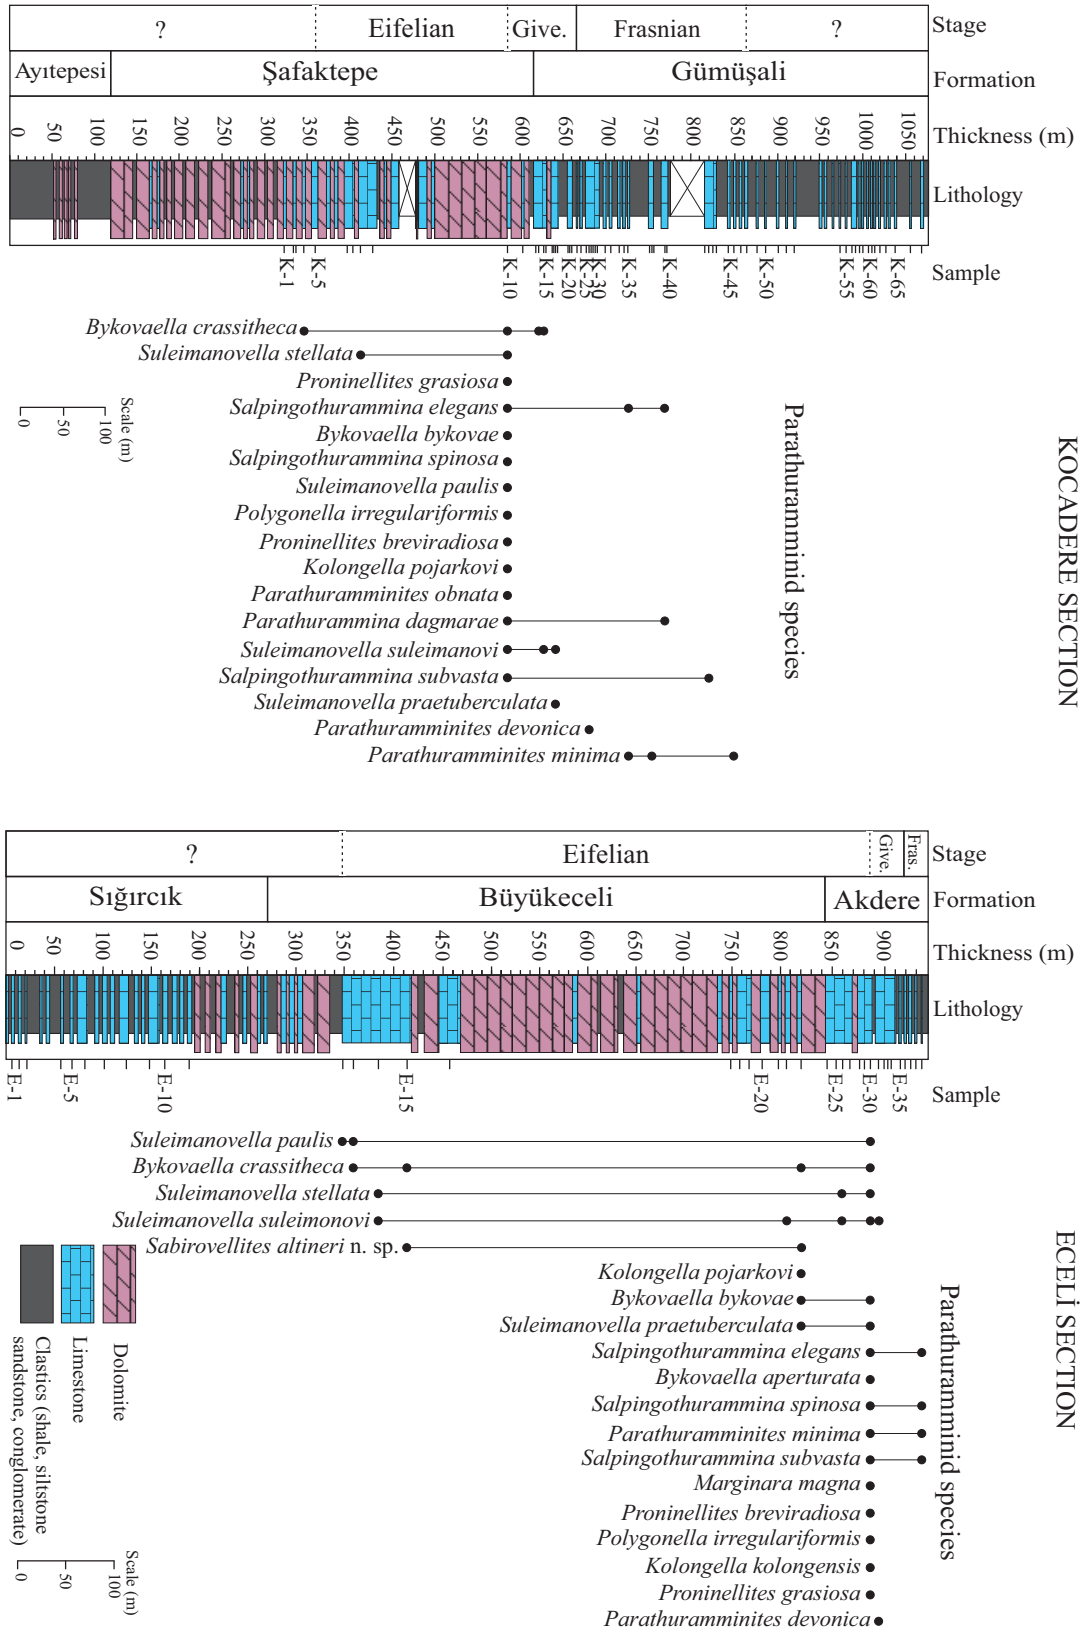 ? Eifelian Give. Frasnian ? Stage
Ayıtepesi Şafaktepe Gümüşali Formation
0 50 100 150 200 250 300 350 400 450 500 550 600 650 700 750 800 850 900 950 1000 1050 Thickness (m)
Lithology
K-1 K-5 K-10 K-15 K-20 K-25 K-30 K-35 K-40 K-45 K-50 K-55 K-60 K-65 Sample
Bykovaella crassitheca
Suleimanovella stellata
Proninellites grasiosa
Salpingothurammina elegans
Bykovaella bykovae
Salpingothurammina spinosa
Suleimanovella paulis
Polygonella irregulariformis
Proninellites breviradiosa
Kolongella pojarkovi
Parathuramminites obnata
Parathurammina dagmarae
Suleimanovella suleimanovi
Salpingothurammina subvasta
Suleimanovella praetuberculata
Parathuramminites devonica
Parathuramminites minima
Scale (m)
0 50 100
Parathuramminid species
KOCADERE SECTION
? Eifelian Give. Fras. Stage
Sığırcık Büyükeceli Akdere Formation
0 50 100 150 200 250 300 350 400 450 500 550 600 650 700 750 800 850 900 Thickness (m)
Lithology
E-1 E-5 E-10 E-15 E-20 E-25 E-30 E-35 Sample
Suleimanovella paulis
Bykovaella crassitheca
Suleimanovella stellata
Suleimanovella suleimonovi
Sabirovellites altineri n. sp.
Kolongella pojarkovi
Bykovaella bykovae
Suleimanovella praetuberculata
Salpingothurammina elegans
Bykovaella aperturata
Salpingothurammina spinosa
Parathuramminites minima
Salpingothurammina subvasta
Marginara magna
Proninellites breviradiosa
Polygonella irregulariformis
Kolongella kolongensis
Proninellites grasiosa
Parathuramminites devonica
Parathuramminid species
ECELİ SECTION
Dolomite
Limestone
Clastics (shale, siltstone
sandstone, conglomerate)
Scale (m)
0 50 100